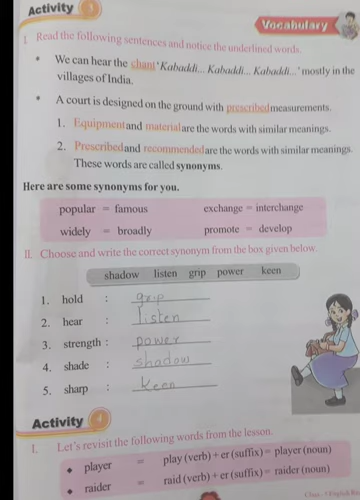 Activity 3
Vocabulary
I. Read the following sentences and notice the underlined words.
• We can hear the chant 'Kabaddi... Kabaddi... Kabaddi...' mostly in the
villages of India.
• A court is designed on the ground with prescribed measurements.
1. Equipment and material are the words with similar meanings.
2. Prescribed and recommended are the words with similar meanings.
These words are called synonyms.
Here are some synonyms for you.
popular = famous exchange = interchange
widely = broadly promote = develop
II. Choose and write the correct synonym from the box given below.
shadow listen grip power keen
1. hold : grip
2. hear : listen
3. strength : power
4. shade : shadow
5. sharp : keen
Activity 4
I. Let's revisit the following words from the lesson.
• player = play (verb) + er (suffix) = player (noun)
• raider = raid (verb) + er (suffix) = raider (noun)